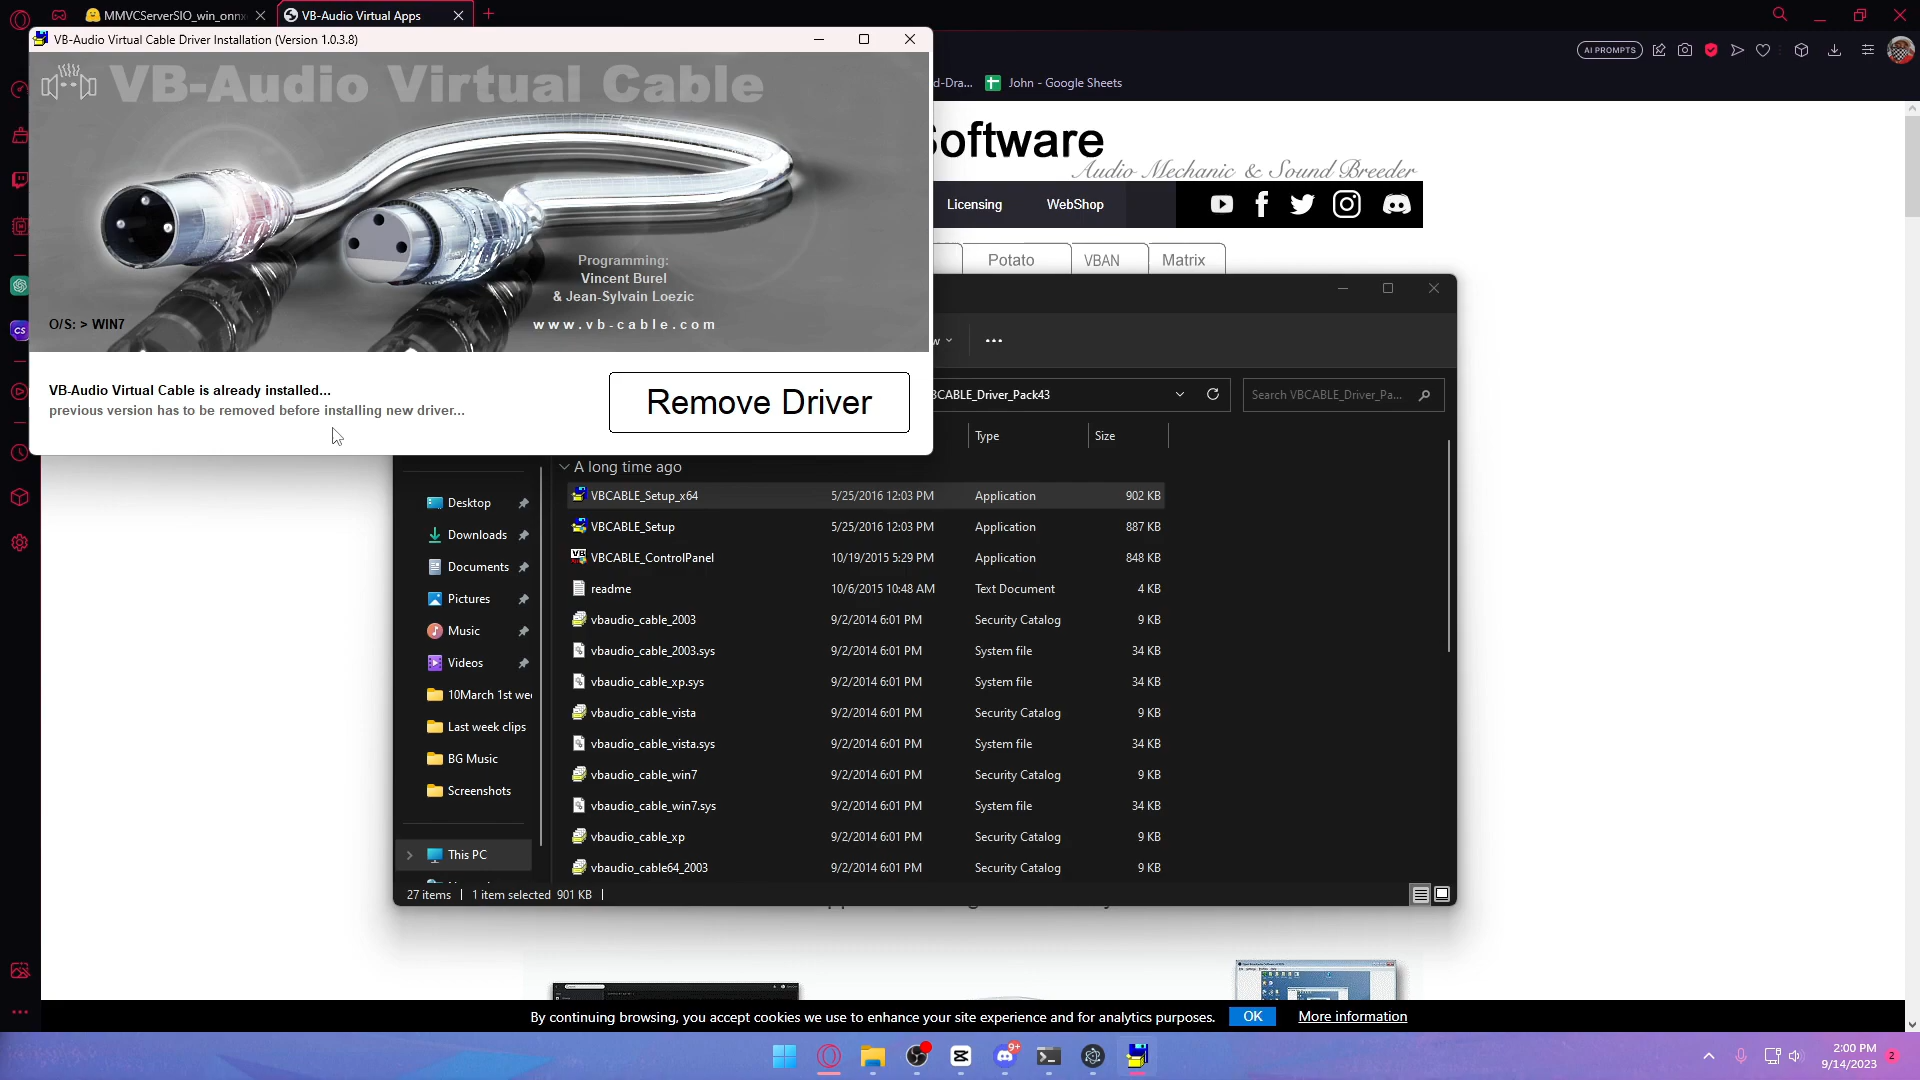 MMVCServerSIO_win_onnx
VB-Audio Virtual Apps
VB-Audio Virtual Cable Driver Installation (Version 1.0.3.8)
AI PROMPTS
VB-Audio Virtual Cable
d-Dra...
John - Google Sheets
Software
Audio Mechanic & Sound Breeder
Licensing
WebShop
Programming:
Vincent Burel
& Jean-Sylvain Loezic
www.vb-cable.com
O/S: > WIN7
Potato
VBAN
Matrix
VB-Audio Virtual Cable is already installed...
previous version has to be removed before installing new driver...
Remove Driver
BCABLE_Driver_Pack43
Search VBCABLE_Driver_Pa...
Type
Size
A long time ago
VBCABLE_Setup_x64 5/25/2016 12:03 PM Application 902 KB
VBCABLE_Setup 5/25/2016 12:03 PM Application 887 KB
VBCABLE_ControlPanel 10/19/2015 5:29 PM Application 848 KB
readme 10/6/2015 10:48 AM Text Document 4 KB
vbaudio_cable_2003 9/2/2014 6:01 PM Security Catalog 9 KB
vbaudio_cable_2003.sys 9/2/2014 6:01 PM System file 34 KB
vbaudio_cable_xp.sys 9/2/2014 6:01 PM System file 34 KB
vbaudio_cable_vista 9/2/2014 6:01 PM Security Catalog 9 KB
vbaudio_cable_vista.sys 9/2/2014 6:01 PM System file 34 KB
vbaudio_cable_win7 9/2/2014 6:01 PM Security Catalog 9 KB
vbaudio_cable_win7.sys 9/2/2014 6:01 PM System file 34 KB
vbaudio_cable_xp 9/2/2014 6:01 PM Security Catalog 9 KB
vbaudio_cable64_2003 9/2/2014 6:01 PM Security Catalog 9 KB
Desktop
Downloads
Documents
Pictures
Music
Videos
10March 1st wee
Last week clips
BG Music
Screenshots
This PC
27 items
1 item selected 901 KB
CS
By continuing browsing, you accept cookies we use to enhance your site experience and for analytics purposes.
OK
More information
9+
2:00 PM
9/14/2023
2